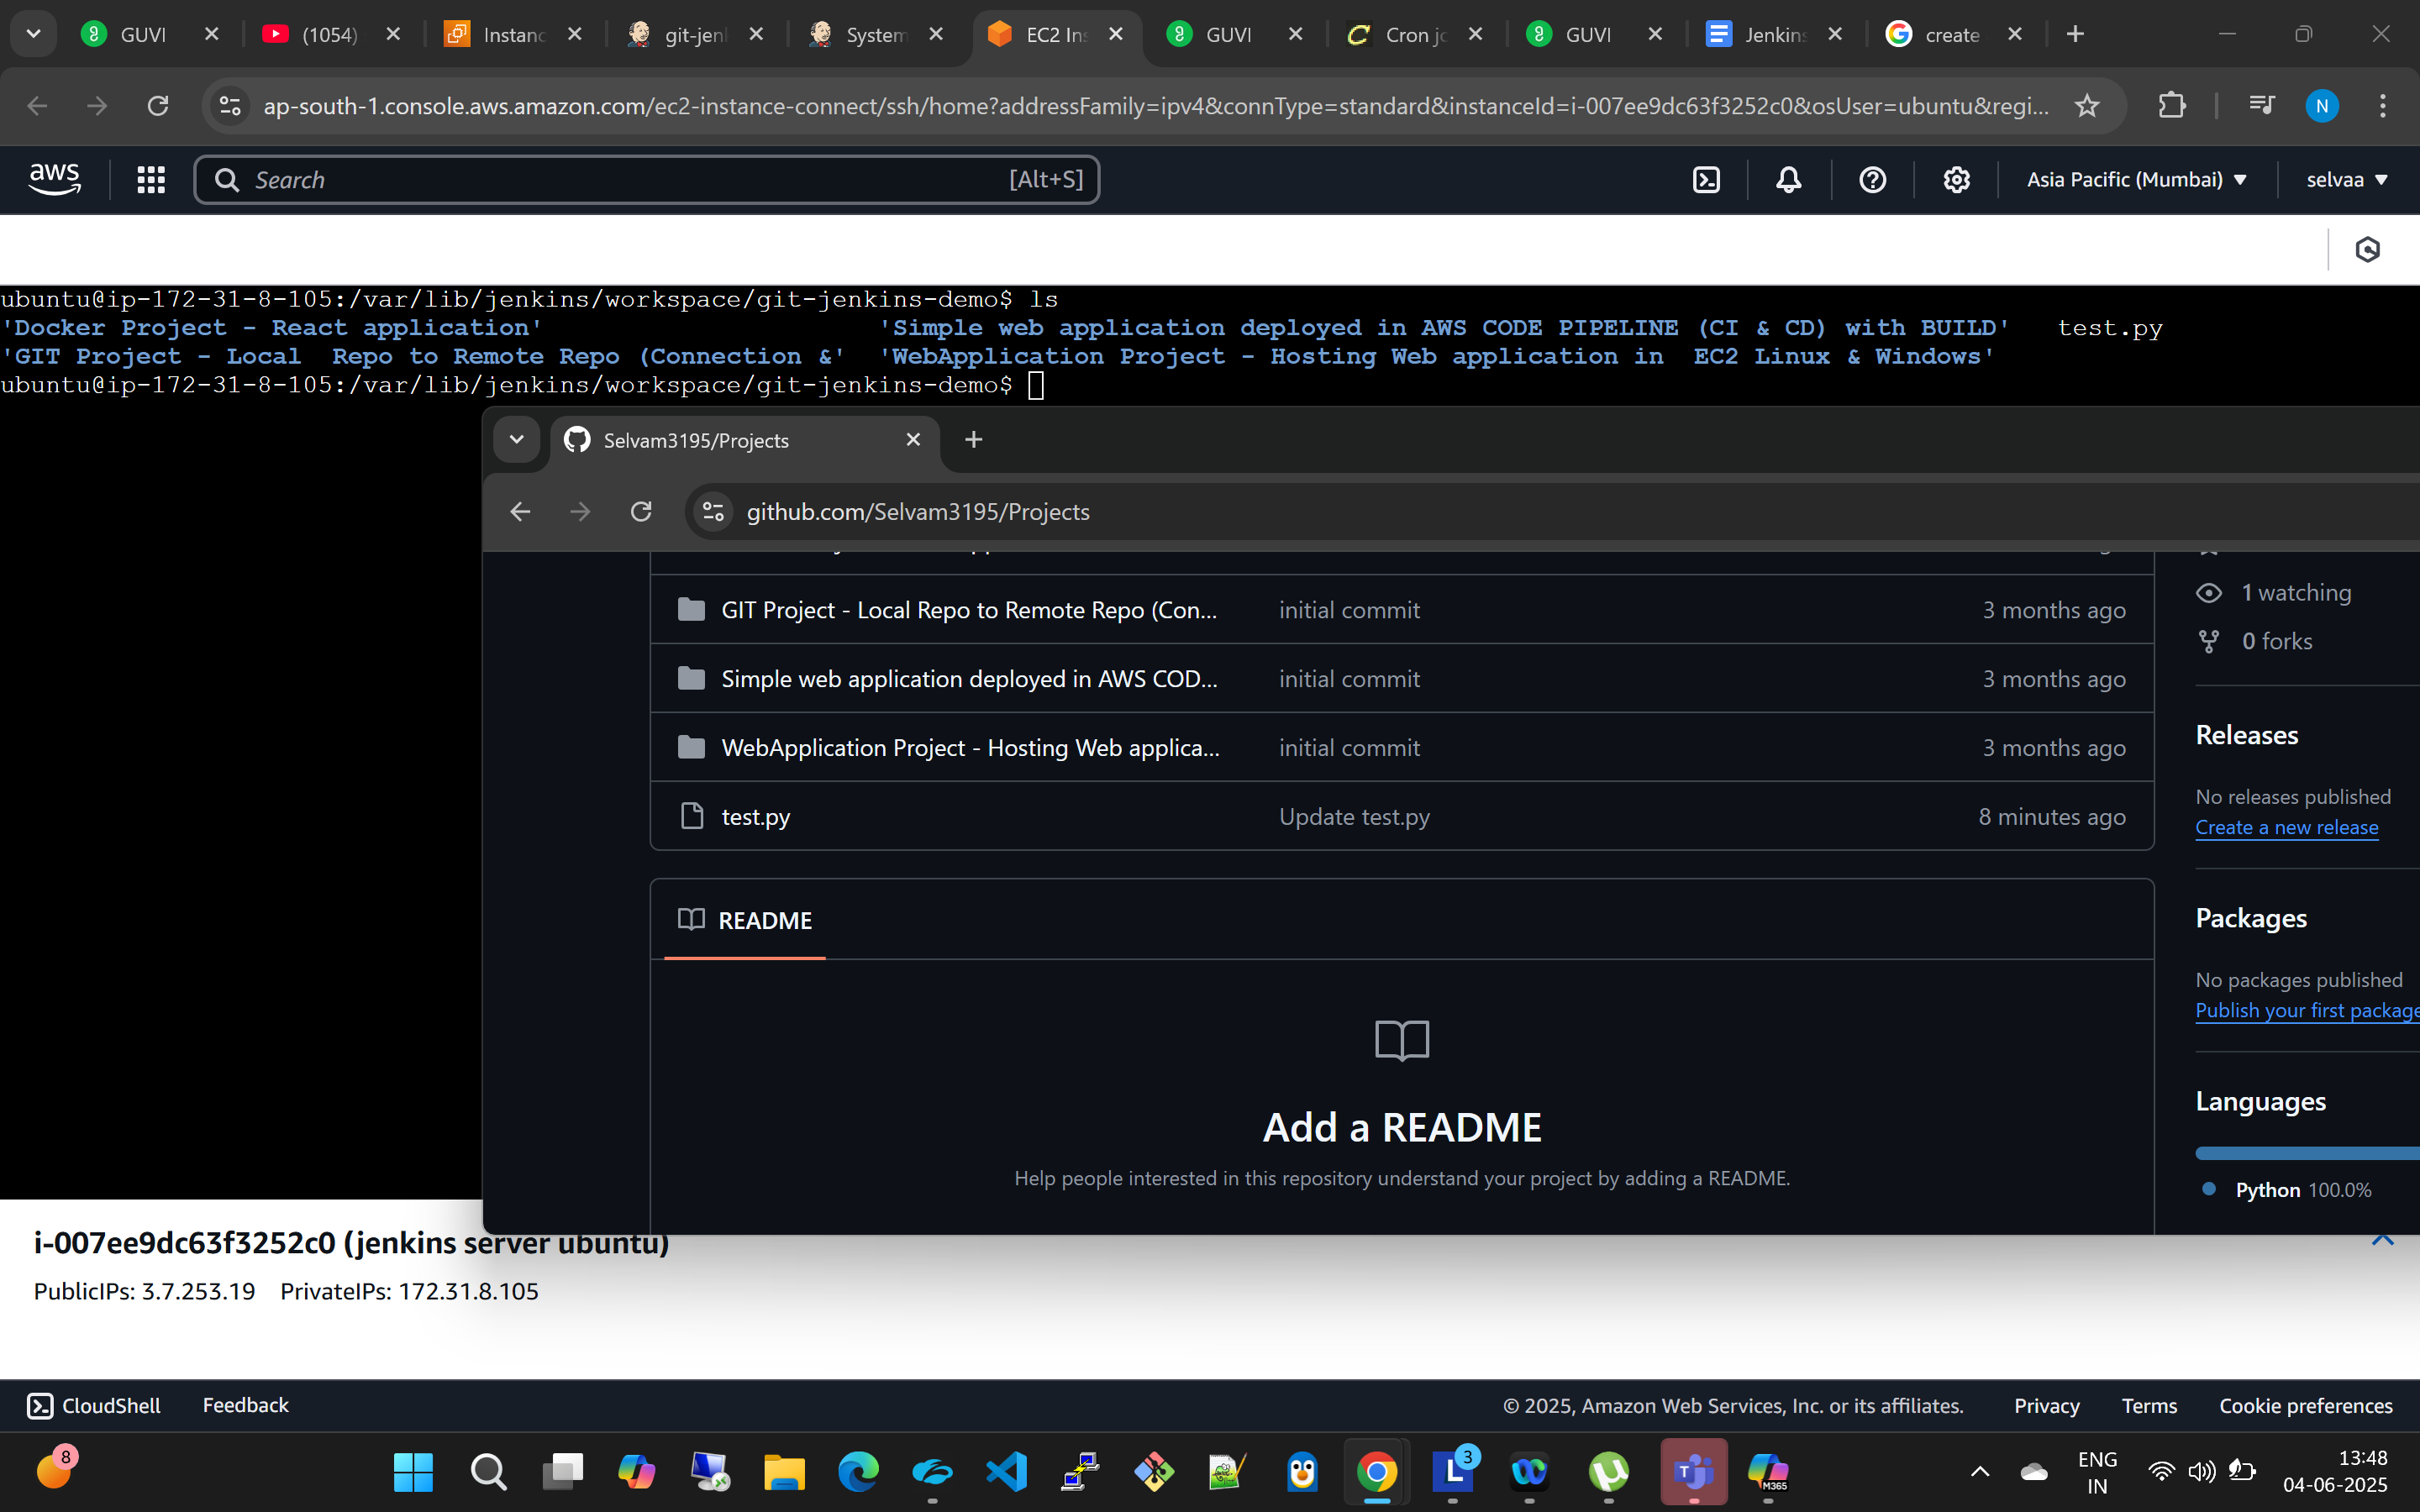 GUVI
(1054)
Instanc
git-jenl
System
EC2 Ins
GUVI
Cron jo
GUVI
Jenkins
create
ap-south-1.console.aws.amazon.com/ec2-instance-connect/ssh/home?addressFamily=ipv4&connType=standard&instanceId=i-007ee9dc63f3252c0&osUser=ubuntu&regi...
N
aws
Search
[Alt+S]
Asia Pacific (Mumbai)
selvaa
ubuntu@ip-172-31-8-105:/var/lib/jenkins/workspace/git-jenkins-demo$ ls
'Docker Project - React application' 'Simple web application deployed in AWS CODE PIPELINE (CI & CD) with BUILD' test.py
'GIT Project - Local  Repo to Remote Repo (Connection &' 'WebApplication Project - Hosting Web application in  EC2 Linux & Windows'
ubuntu@ip-172-31-8-105:/var/lib/jenkins/workspace/git-jenkins-demo$
Selvam3195/Projects
github.com/Selvam3195/Projects
GIT Project - Local Repo to Remote Repo (Con... initial commit 3 months ago
Simple web application deployed in AWS COD... initial commit 3 months ago
WebApplication Project - Hosting Web applica... initial commit 3 months ago
test.py Update test.py 8 minutes ago
README
Add a README
Help people interested in this repository understand your project by adding a README.
1 watching
0 forks
Releases
No releases published
Create a new release
Packages
No packages published
Publish your first package
Languages
Python 100.0%
i-007ee9dc63f3252c0 (jenkins server ubuntu)
PublicIPs: 3.7.253.19 PrivateIPs: 172.31.8.105
CloudShell
Feedback
© 2025, Amazon Web Services, Inc. or its affiliates.
Privacy
Terms
Cookie preferences
8
L
3
T
M365
ENG
IN
13:48
04-06-2025